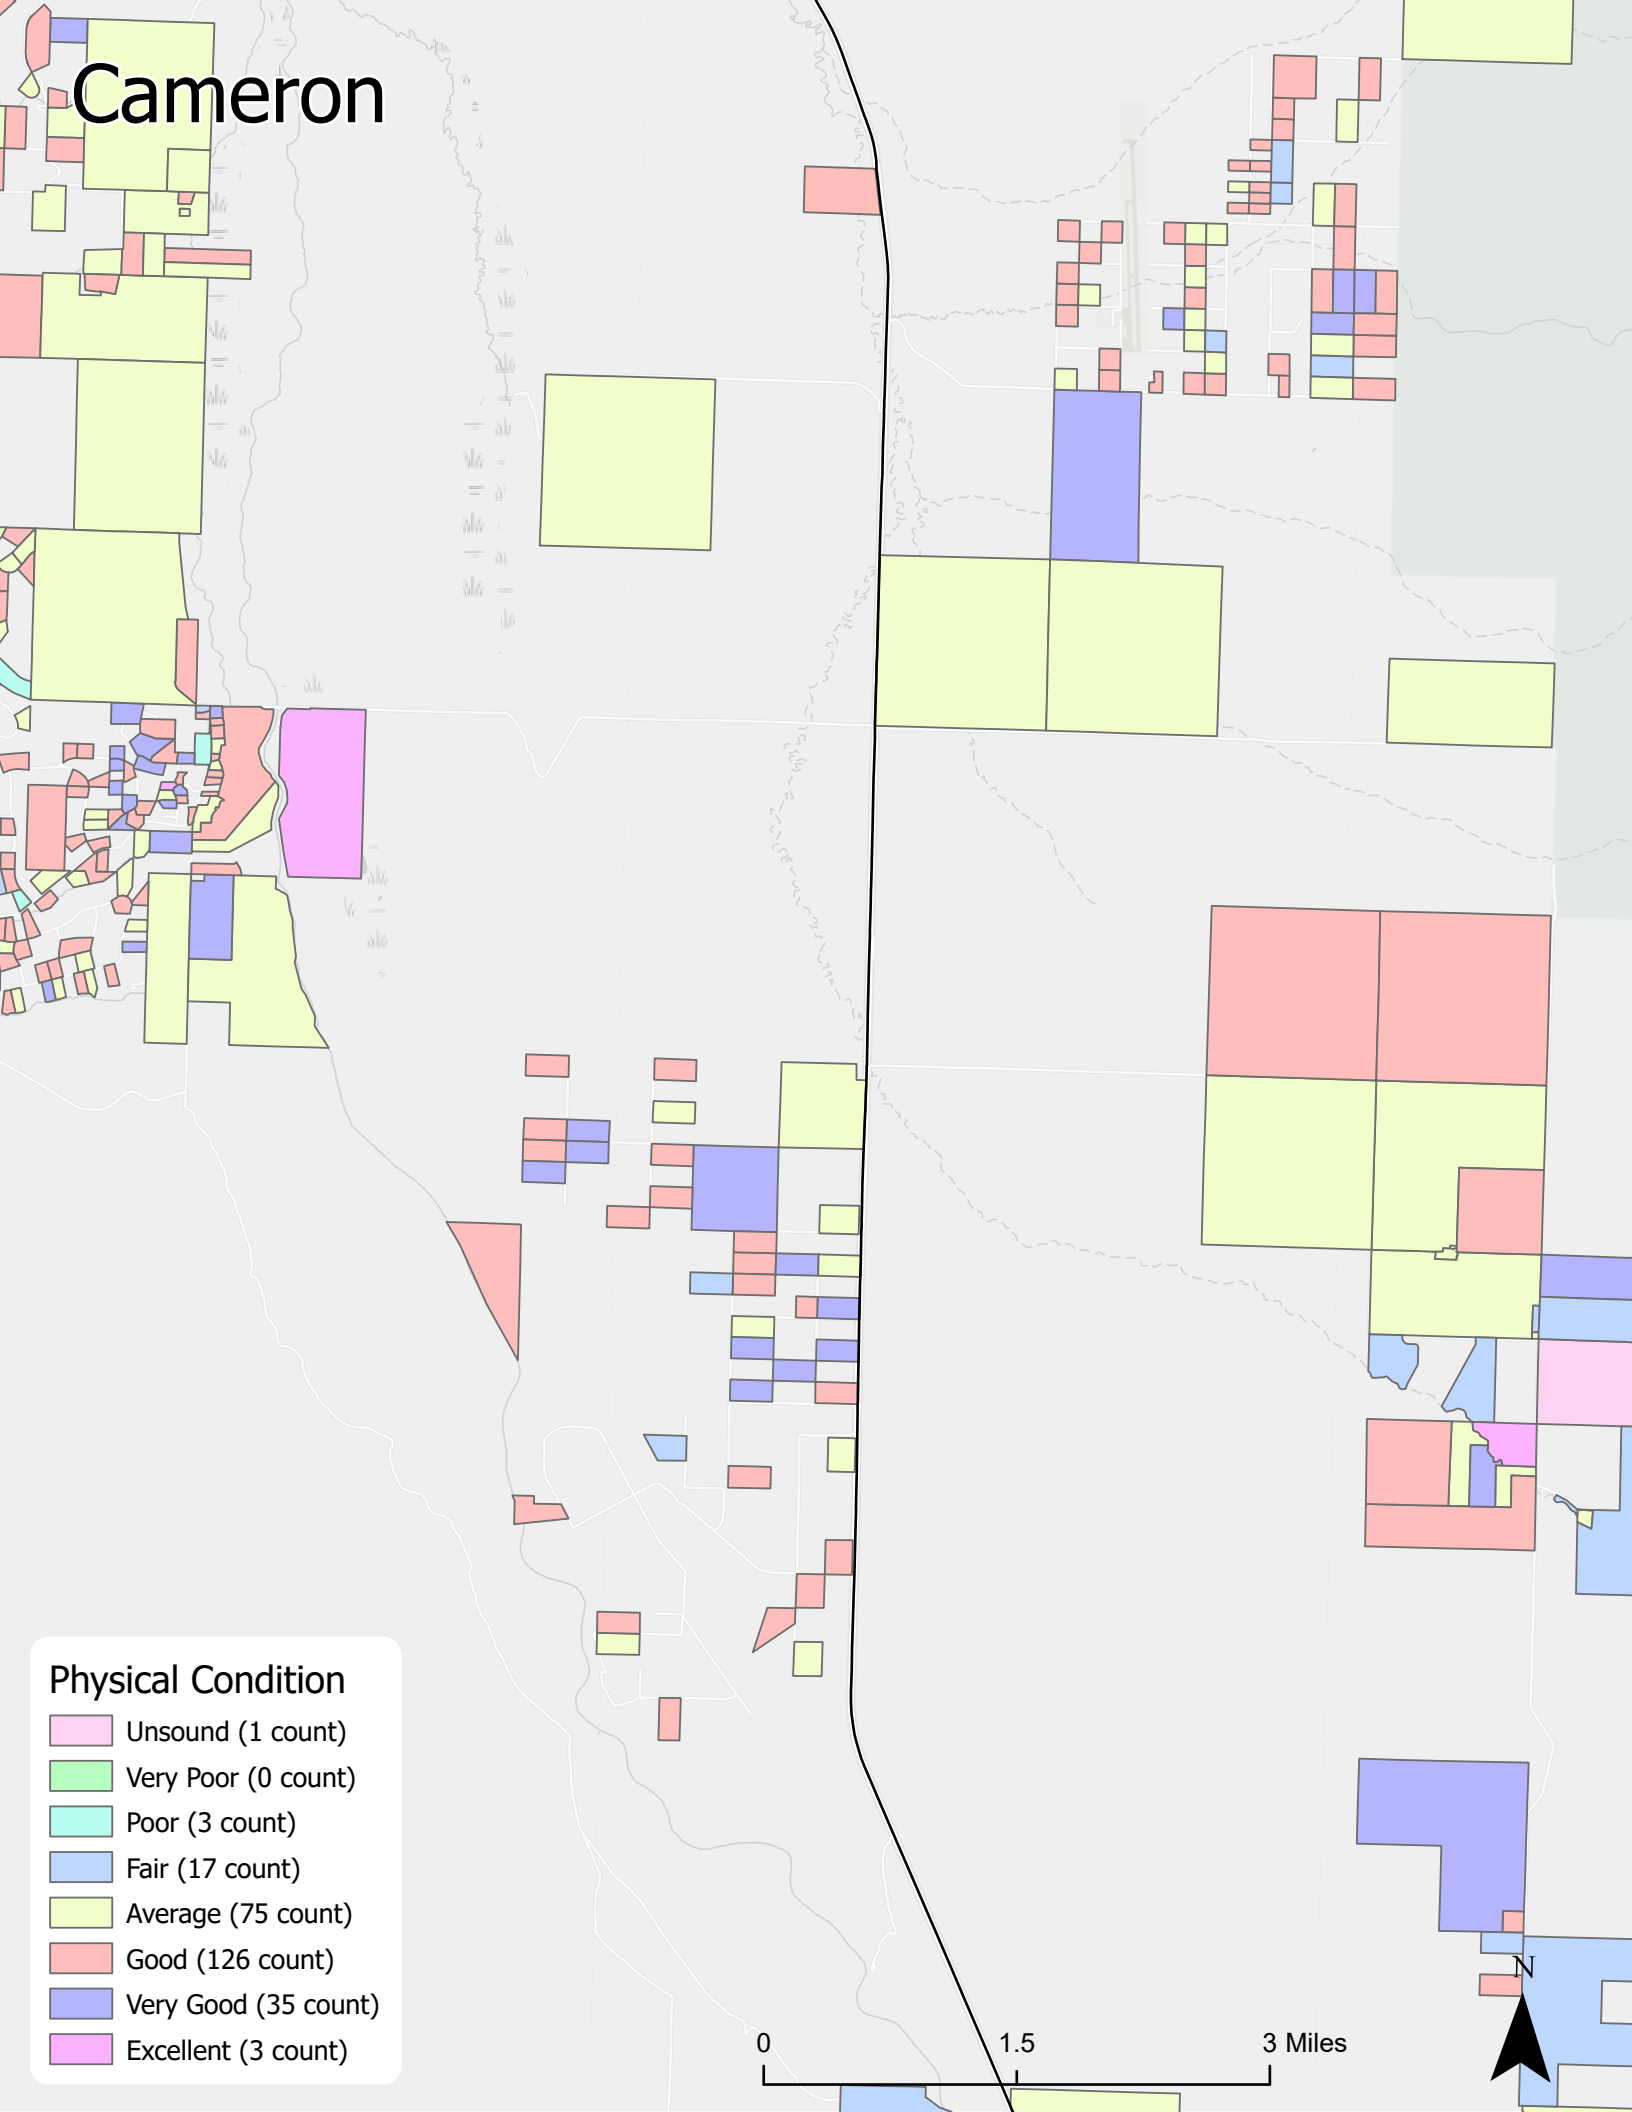 Cameron
Physical Condition
Unsound (1 count)
Very Poor (0 count)
Poor (3 count)
Fair (17 count)
Average (75 count)
Good (126 count)
Very Good (35 count)
Excellent (3 count)
N
0 1.5 3 Miles